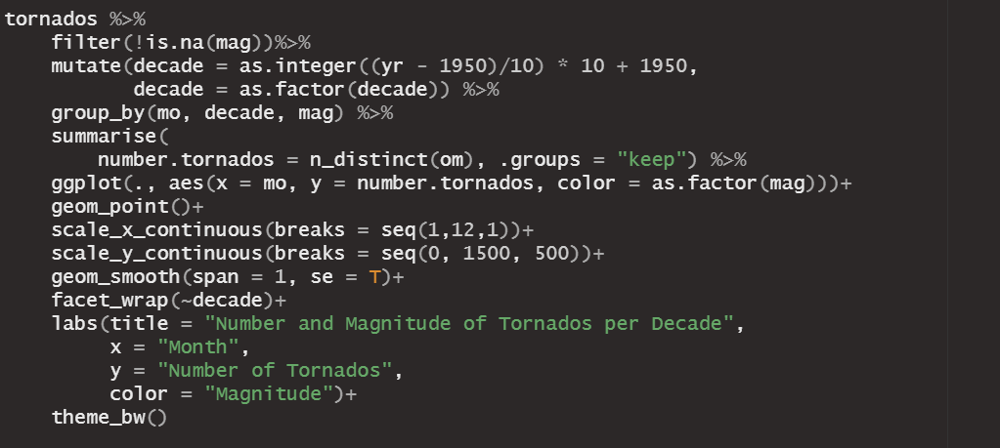 tornados %>%
    filter(!is.na(mag))%>%
    mutate(decade = as.integer((yr - 1950)/10) * 10 + 1950,
           decade = as.factor(decade)) %>%
    group_by(mo, decade, mag) %>%
    summarise(
        number.tornados = n_distinct(om), .groups = "keep") %>%
    ggplot(., aes(x = mo, y = number.tornados, color = as.factor(mag)))+
    geom_point()+
    scale_x_continuous(breaks = seq(1,12,1))+
    scale_y_continuous(breaks = seq(0, 1500, 500))+
    geom_smooth(span = 1, se = T)+
    facet_wrap(~decade)+
    labs(title = "Number and Magnitude of Tornados per Decade",
         x = "Month",
         y = "Number of Tornados",
         color = "Magnitude")+
    theme_bw()